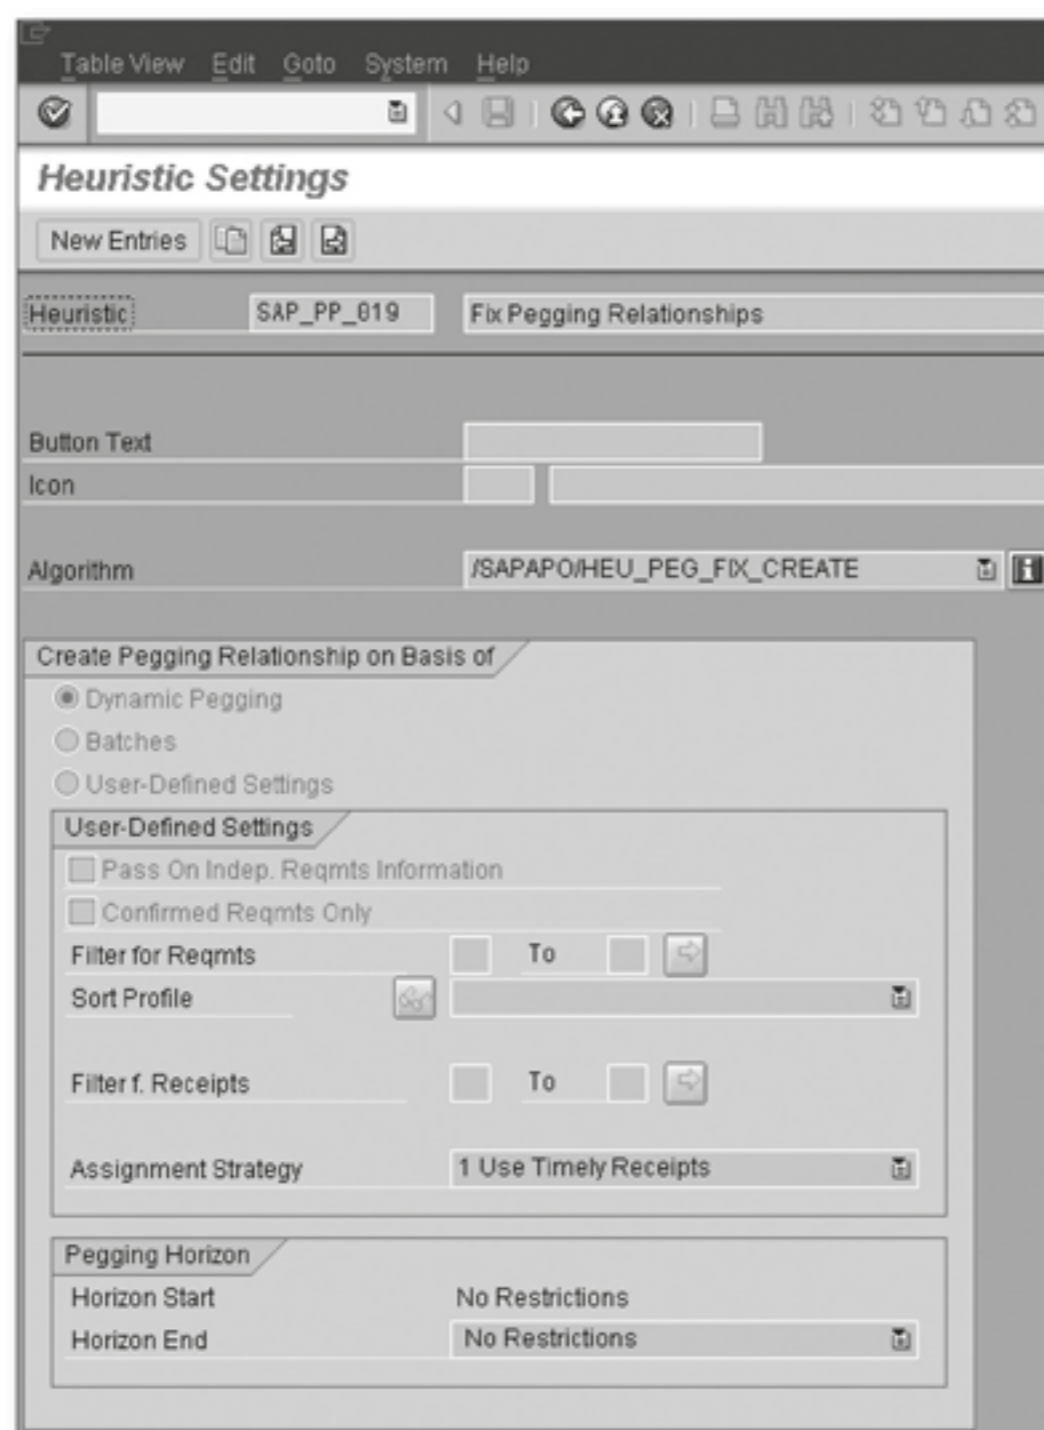 Table View Edit Goto System Help
Heuristic Settings
New Entries
Heuristic SAP_PP_019 Fix Pegging Relationships
Button Text
Icon
Algorithm /SAPAPO/HEU_PEG_FIX_CREATE
Create Pegging Relationship on Basis of
Dynamic Pegging
Batches
User-Defined Settings
User-Defined Settings
Pass On Indep. Reqmts Information
Confirmed Reqmts Only
Filter for Reqmts To
Sort Profile
Filter f. Receipts To
Assignment Strategy 1 Use Timely Receipts
Pegging Horizon
Horizon Start No Restrictions
Horizon End No Restrictions